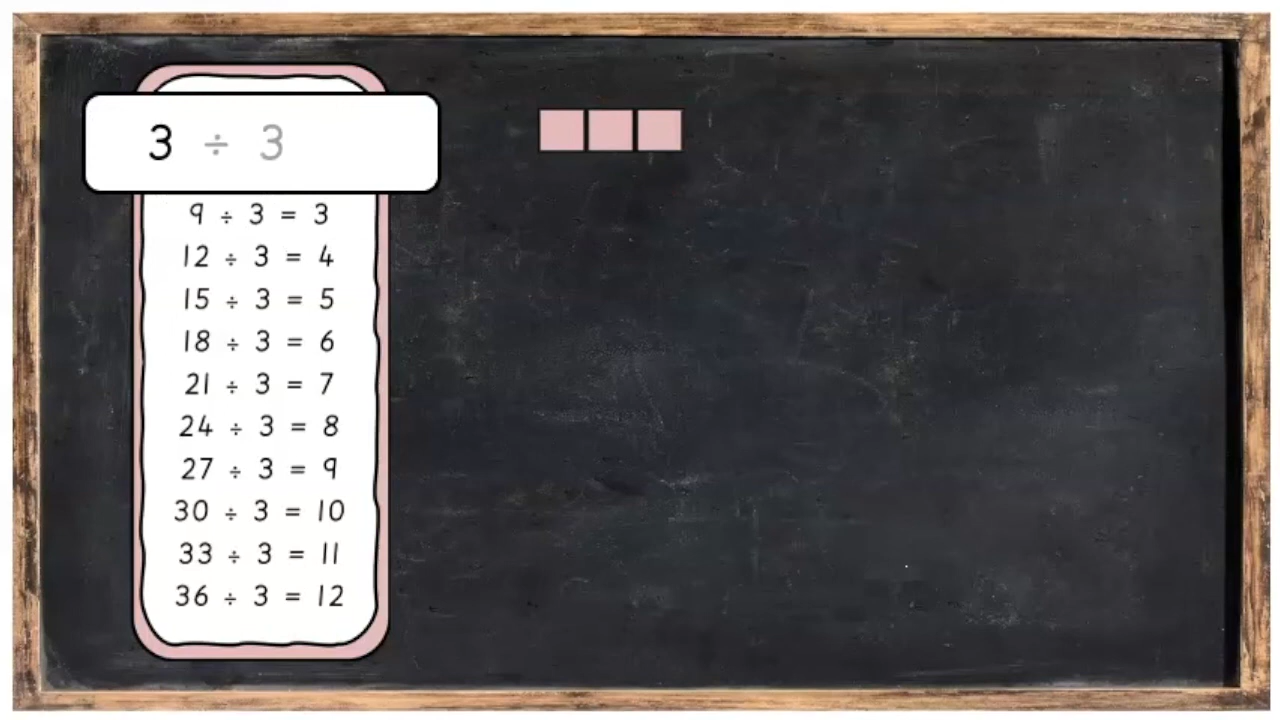 3 ÷ 3
9 ÷ 3 = 3
12 ÷ 3 = 4
15 ÷ 3 = 5
18 ÷ 3 = 6
21 ÷ 3 = 7
24 ÷ 3 = 8
27 ÷ 3 = 9
30 ÷ 3 = 10
33 ÷ 3 = 11
36 ÷ 3 = 12